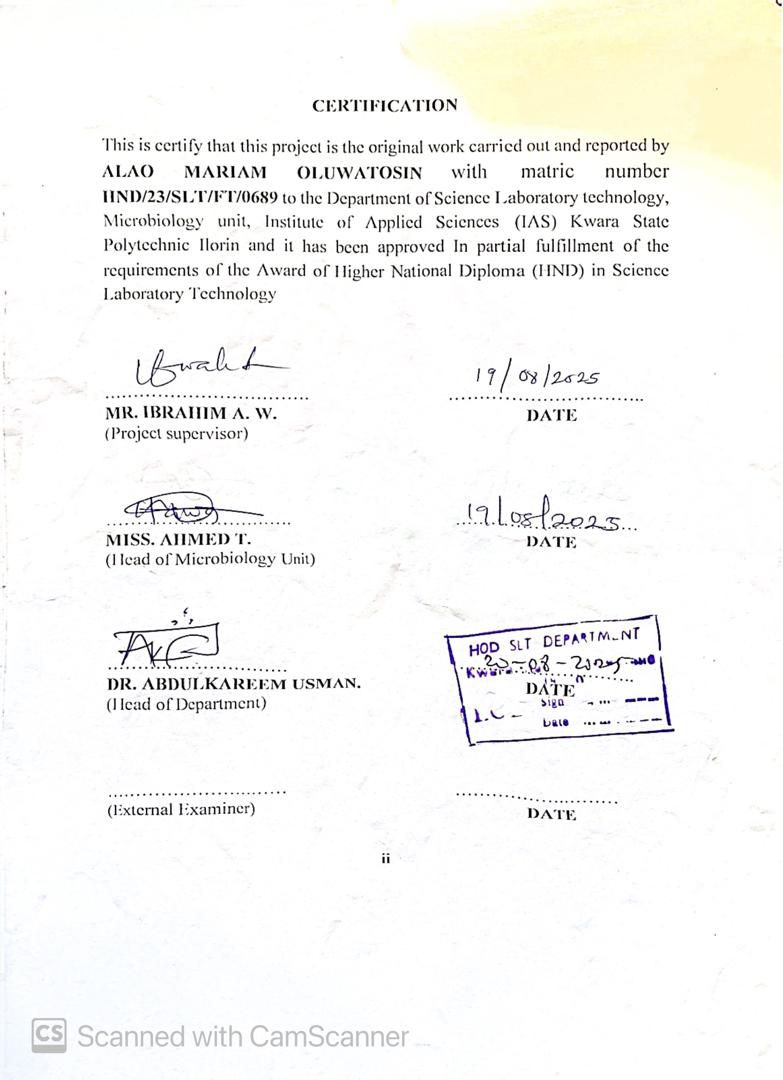 CERTIFICATION
This is certify that this project is the original work carried out and reported by
ALAO MARIAM OLUWATOSIN with matric number
HND/23/SLT/FT/0689 to the Department of Science Laboratory technology,
Microbiology unit, Institute of Applied Sciences (IAS) Kwara State
Polytechnic Ilorin and it has been approved In partial fulfillment of the
requirements of the Award of Higher National Diploma (HND) in Science
Laboratory Technology
19/08/2025
MR. IBRAHIM A. W.
DATE
(Project supervisor)
19/08/2025
MISS. AHMED T.
DATE
(Head of Microbiology Unit)
HOD SLT DEPARTMENT
20-08-2025
DR. ABDULKAREEM USMAN.
DATE
(Head of Department)
Sign
Date
(External Examiner)
DATE
ii
CS Scanned with CamScanner